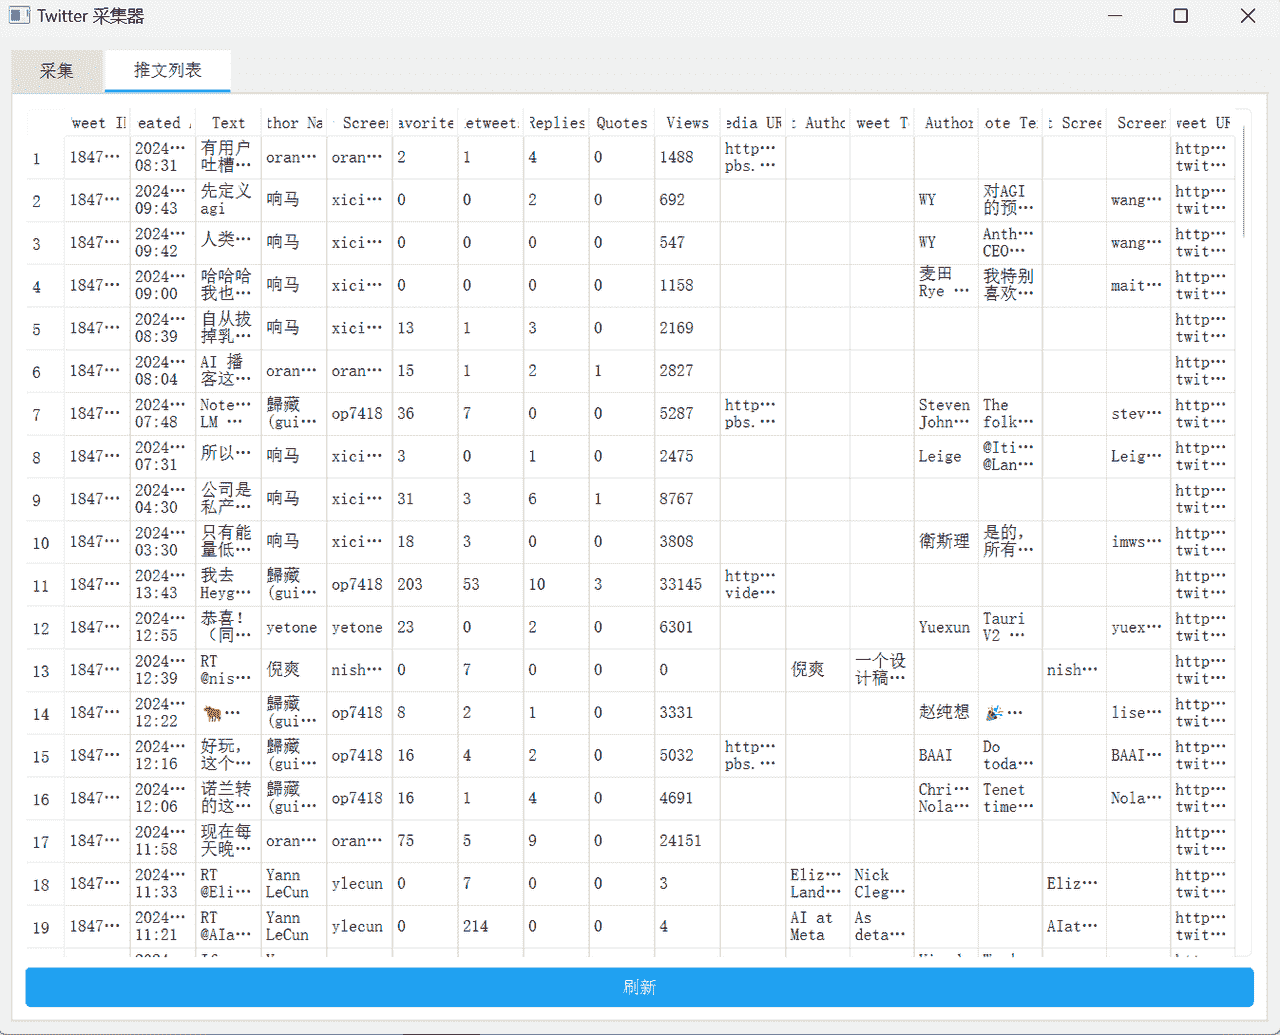 Twitter 采集器
采集 推文列表
weet I eated Text thor Na Screen avorite etweet Replies Quotes Views edia UR t Autho weet T Author ote Te t Scree Screen weet UR
1 1847… 2024… 08:31 有用户 吐槽… oran… oran… 2 1 4 0 1488 http… pbs.… http… twit…
2 1847… 2024… 09:43 先定义 agi 响马 xici… 0 0 2 0 692 WY 对AGI 的预… wang… http… twit…
3 1847… 2024… 09:42 人类… 响马 xici… 0 0 0 0 547 WY Anth… CEO… wang… http… twit…
4 1847… 2024… 09:00 哈哈哈 我也… 响马 xici… 0 0 0 0 1158 麦田 Rye … 我特别 喜欢… mait… http… twit…
5 1847… 2024… 08:39 自从拔 掉乳… 响马 xici… 13 1 3 0 2169 http… twit…
6 1847… 2024… 08:04 AI 播 客这… oran… oran… 15 1 2 1 2827 http… twit…
7 1847… 2024… 07:48 Note… LM … 歸藏 (gui… op7418 36 7 0 0 5287 http… pbs.… Steven John… The folk… stev… http… twit…
8 1847… 2024… 07:31 所以… 响马 xici… 3 0 1 0 2475 Leige @Iti… @Lan… Leig… http… twit…
9 1847… 2024… 04:30 公司是 私产… 响马 xici… 31 3 6 1 8767 http… twit…
10 1847… 2024… 03:30 只有能 量低… 响马 xici… 18 3 0 0 3808 衛斯理 是的, 所有… imws… http… twit…
11 1847… 2024… 13:43 我去 Heyg… 歸藏 (gui… op7418 203 53 10 3 33145 http… vide… http… twit…
12 1847… 2024… 12:55 恭喜! (同… yetone yetone 23 0 2 0 6301 Yuexun Tauri V2 … yuex… http… twit…
13 1847… 2024… 12:39 RT @nis… 倪爽 nish… 0 7 0 0 0 倪爽 一个设 计稿… nish… http… twit…
14 1847… 2024… 12:22 🐂… 歸藏 (gui… op7418 8 2 1 0 3331 赵纯想 🎉… lise… http… twit…
15 1847… 2024… 12:16 好玩, 这个… 歸藏 (gui… op7418 16 4 2 0 5032 http… pbs.… BAAI Do toda… BAAI… http… twit…
16 1847… 2024… 12:06 诺兰转 的这… 歸藏 (gui… op7418 16 1 4 0 4691 Chri… Nola… Tenet time… Nola… http… twit…
17 1847… 2024… 11:58 现在每 天晚… oran… oran… 75 5 9 0 24151 http… twit…
18 1847… 2024… 11:33 RT @Eli… Yann LeCun ylecun 0 7 0 0 3 Eliz… Land… Nick Cleg… Eliz… http… twit…
19 1847… 2024… 11:21 RT @AIa… Yann LeCun ylecun 0 214 0 0 4 AI at Meta As deta… AIat… http… twit…
刷新